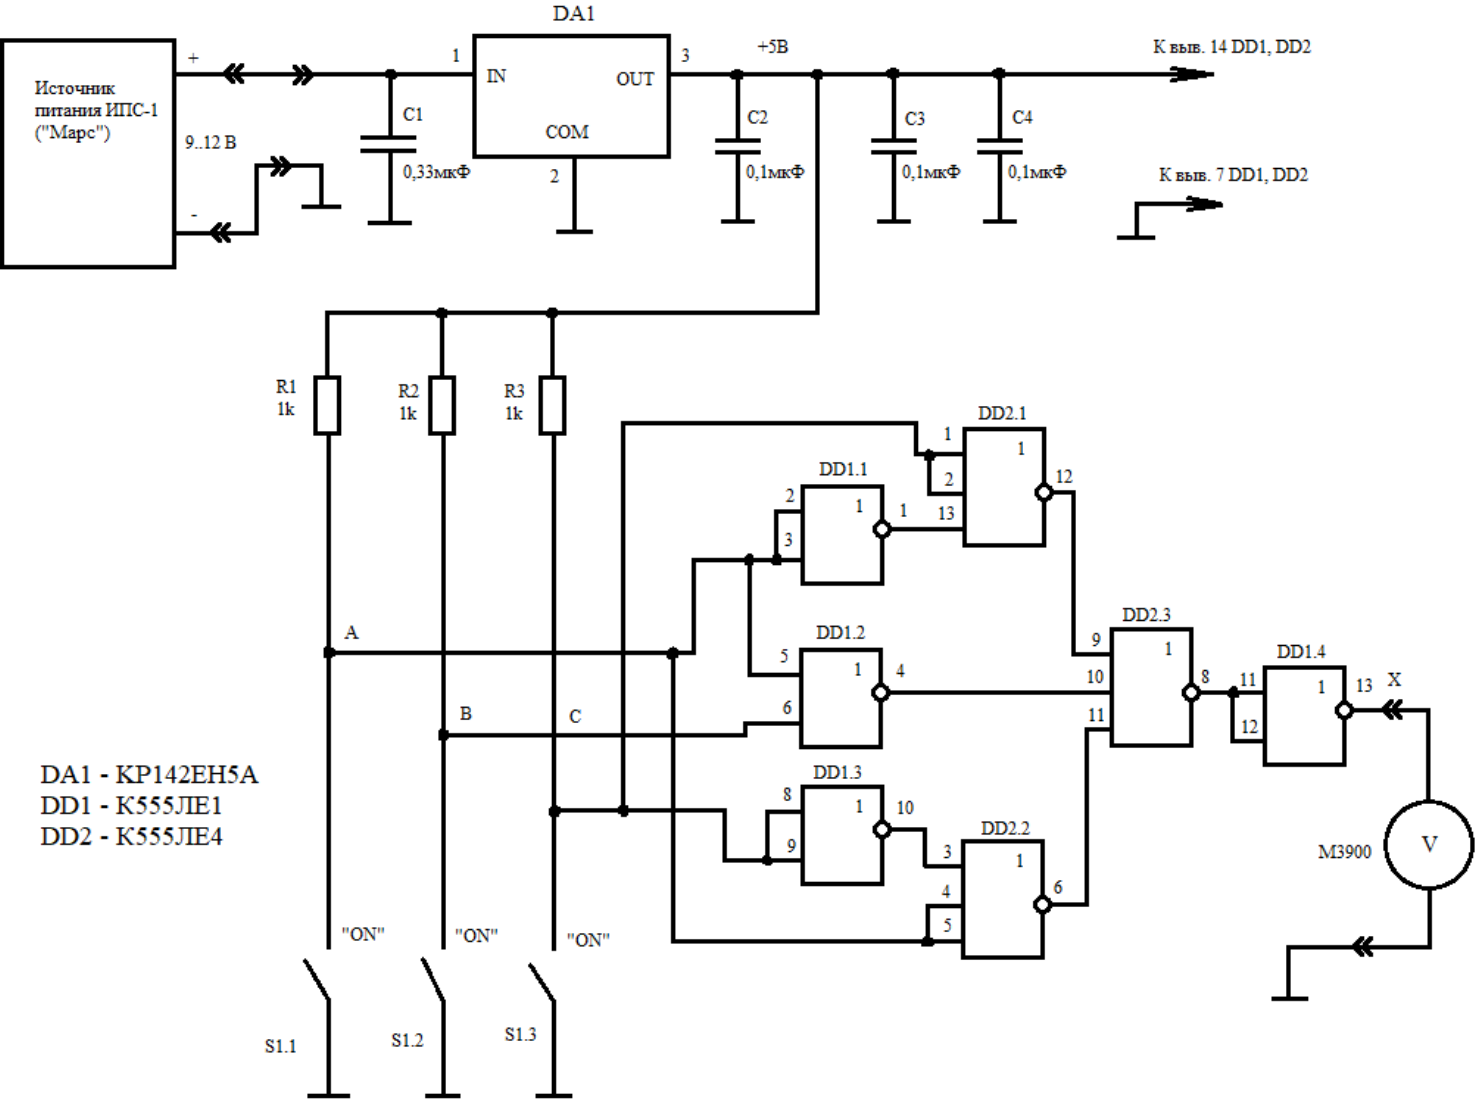 DA1
Источник
питания ИПС-1
("Марс")
+
9..12 В
-
1
IN
OUT
COM
2
3
+5В
К выв. 14 DD1, DD2
C1
0,33мкФ
C2
0,1мкФ
C3
0,1мкФ
C4
0,1мкФ
К выв. 7 DD1, DD2
R1
1k
R2
1k
R3
1k
DD2.1
1
2
13
1
12
DD1.1
2
3
1
1
A
B
C
DD1.2
5
6
1
4
DD2.3
9
10
11
1
8
DD1.4
11
12
1
13
X
DD1.3
8
9
1
10
DD2.2
3
4
5
1
6
M3900
V
DA1 - КР142ЕН5А
DD1 - К555ЛЕ1
DD2 - К555ЛЕ4
"ON"
"ON"
"ON"
S1.1
S1.2
S1.3